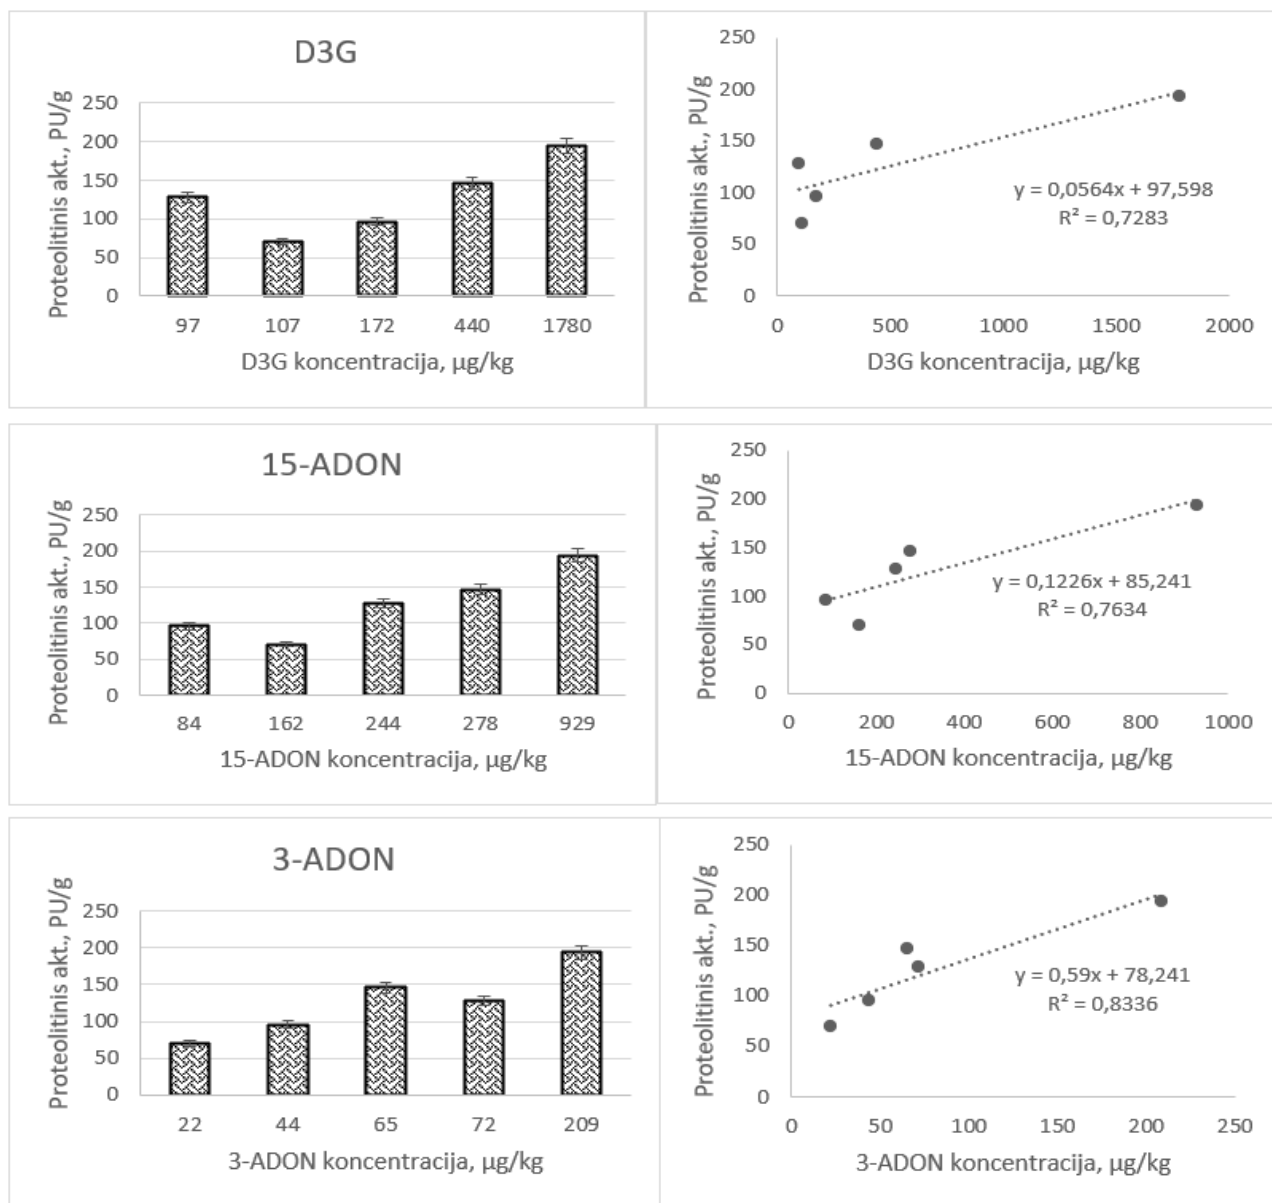 D3G
Proteolitinis akt., PU/g
250
200
150
100
50
0
97 107 172 440 1780
D3G koncentracija, µg/kg
Proteolitinis akt., PU/g
250
200
150
100
50
0
y = 0,0564x + 97,598
R² = 0,7283
0 500 1000 1500 2000
D3G koncentracija, µg/kg
15-ADON
Proteolitinis akt., PU/g
250
200
150
100
50
0
84 162 244 278 929
15-ADON koncentracija, µg/kg
Proteolitinis akt., PU/g
250
200
150
100
50
0
y = 0,1226x + 85,241
R² = 0,7634
0 200 400 600 800 1000
15-ADON koncentracija, µg/kg
3-ADON
Proteolitinis akt., PU/g
250
200
150
100
50
0
22 44 65 72 209
3-ADON koncentracija, µg/kg
Proteolitinis akt., PU/g
250
200
150
100
50
0
y = 0,59x + 78,241
R² = 0,8336
0 50 100 150 200 250
3-ADON koncentracija, µg/kg